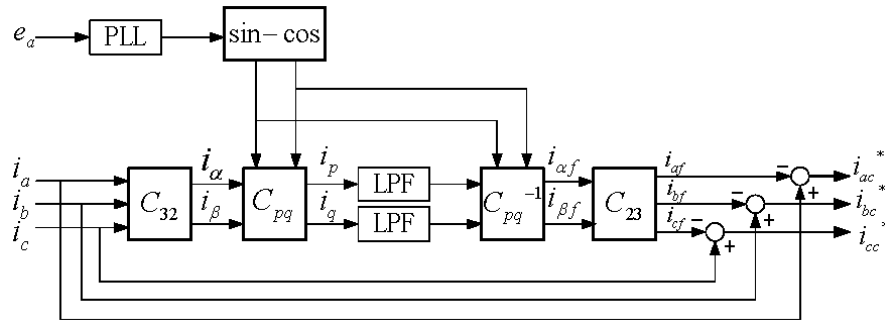 e_a PLL sin-cos
i_a
i_b
i_c
C_32
i_α
i_β
C_pq
i_p
i_q
LPF
LPF
C_pq^-1
i_αf
i_βf
C_23
i_af
i_bf
i_cf
−
+
−
+
−
+
i_ac*
i_bc*
i_cc*